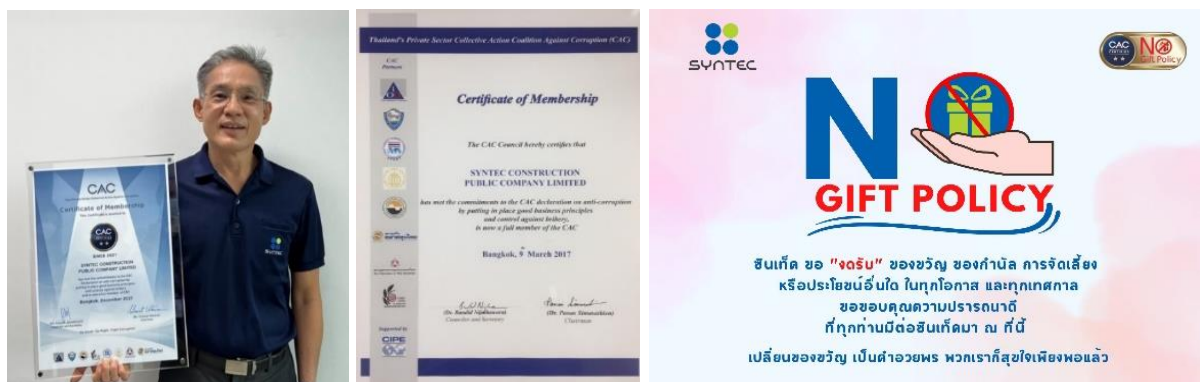 CAC
Certificate of Membership
CAC
SINCE 2017
SYNTEC CONSTRUCTION
PUBLIC COMPANY LIMITED
SYNTEC
Thailand's Private Sector Collective Action Coalition Against Corruption (CAC)
CAC
Partners
Certificate of Membership
The CAC Council hereby certifies that
SYNTEC CONSTRUCTION
PUBLIC COMPANY LIMITED
has met the commitments in the CAC declaration on anti-corruption
by putting in place good business principles
and control against bribery,
is now a full member of the CAC
Bangkok, 9 March 2017
Supported by
CIPE
SYNTEC
CAC
NO
Gift Policy
NO
GIFT POLICY
ซินเท็ค ขอ "งดรับ" ของขวัญ ของกำนัล การจัดเลี้ยง
หรือประโยชน์อื่นใด ในทุกโอกาส และทุกเทศกาล
ขอขอบคุณความปรารถนาดี
ที่ทุกท่านมีต่อซินเท็คมา ณ ที่นี้
เปลี่ยนของขวัญ เป็นคำอวยพร พวกเราก็สุขใจเพียงพอแล้ว